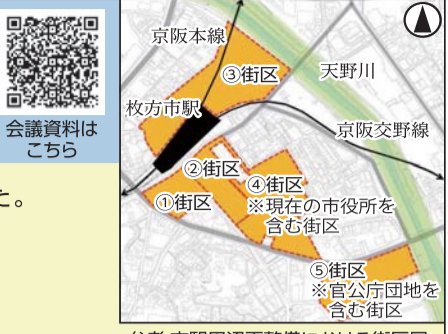 会議資料は
こちら
た。
京阪本線
③街区
天野川
枚方市駅
京阪交野線
②街区
①街区
④街区
※現在の市役所を
含む街区
⑤街区
※官公庁団地を
含む街区